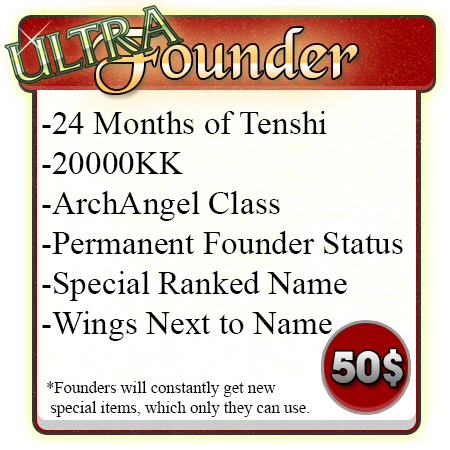 ULTRA
Founder
-24 Months of Tenshi
-20000KK
-ArchAngel Class
-Permanent Founder Status
-Special Ranked Name
-Wings Next to Name
50$
*Founders will constantly get new
special items, which only they can use.